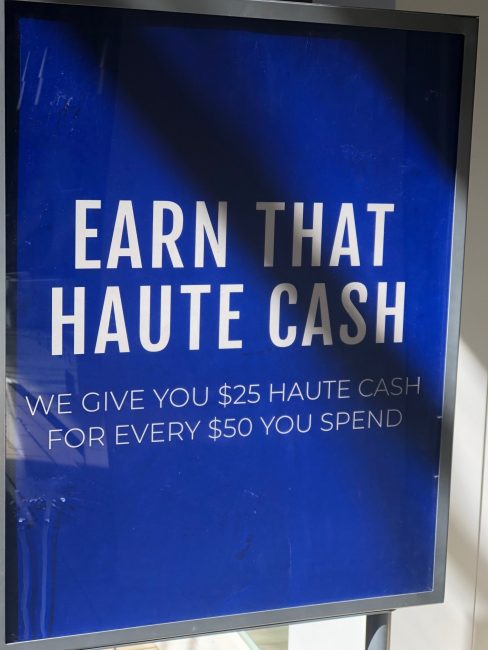 EARN THAT
HAUTE CASH
WE GIVE YOU $25 HAUTE CASH
FOR EVERY $50 YOU SPEND